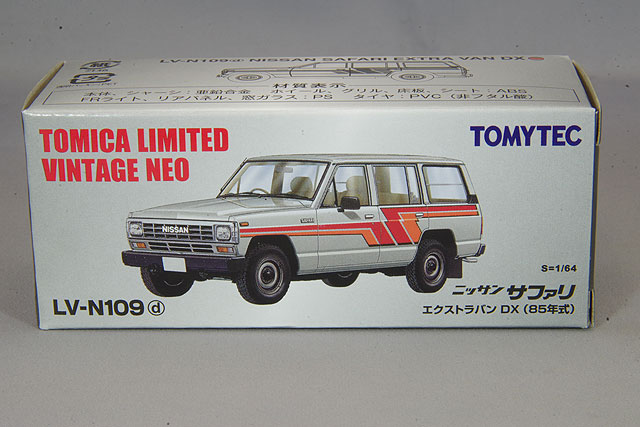 LV-N109 ⓓ NISSAN SAFARI EXTRA VAN DX
材質表示
本体、シャーシ：亜鉛合金　ホイール、グリル、床板、シート：ABS
FRライト、リアパネル、窓ガラス：PS　タイヤ：PVC（非フタル酸）
TOMICA LIMITED
VINTAGE NEO
TOMYTEC
NISSAN
S=1/64
LV-N109 ⓓ
ニッサン サファリ
エクストラバン DX（85年式）